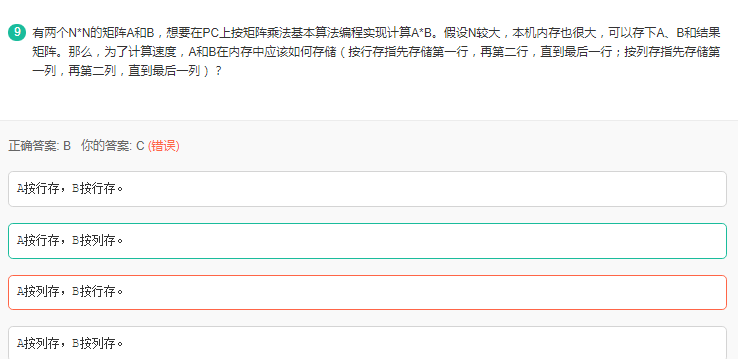 9 有两个N*N的矩阵A和B，想要在PC上按矩阵乘法基本算法编程实现计算A*B。假设N较大，本机内存也很大，可以存下A、B和结果
矩阵。那么，为了计算速度，A和B在内存中应该如何存储（按行存指先存储第一行，再第二行，直到最后一行；按列存指先存储第
一列，再第二列，直到最后一列）？
正确答案: B 你的答案: C (错误)
A按行存，B按行存。
A按行存，B按列存。
A按列存，B按行存。
A按列存，B按列存。